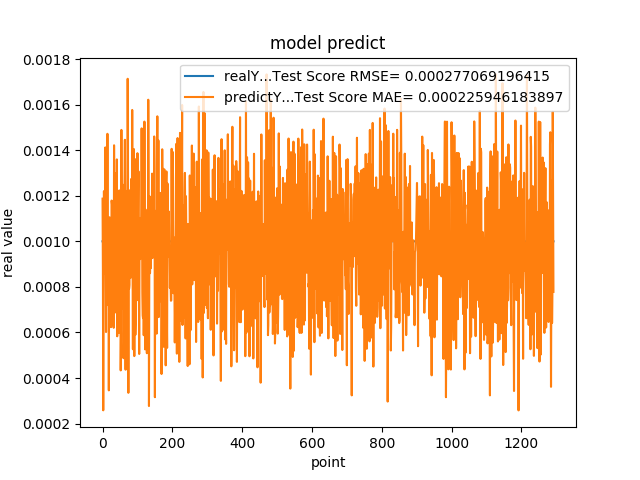 model predict
realY...Test Score RMSE= 0.000277069196415
predictY...Test Score MAE= 0.000225946183897
0.0018
0.0016
0.0014
0.0012
0.0010
0.0008
0.0006
0.0004
0.0002
real value
0 200 400 600 800 1000 1200
point